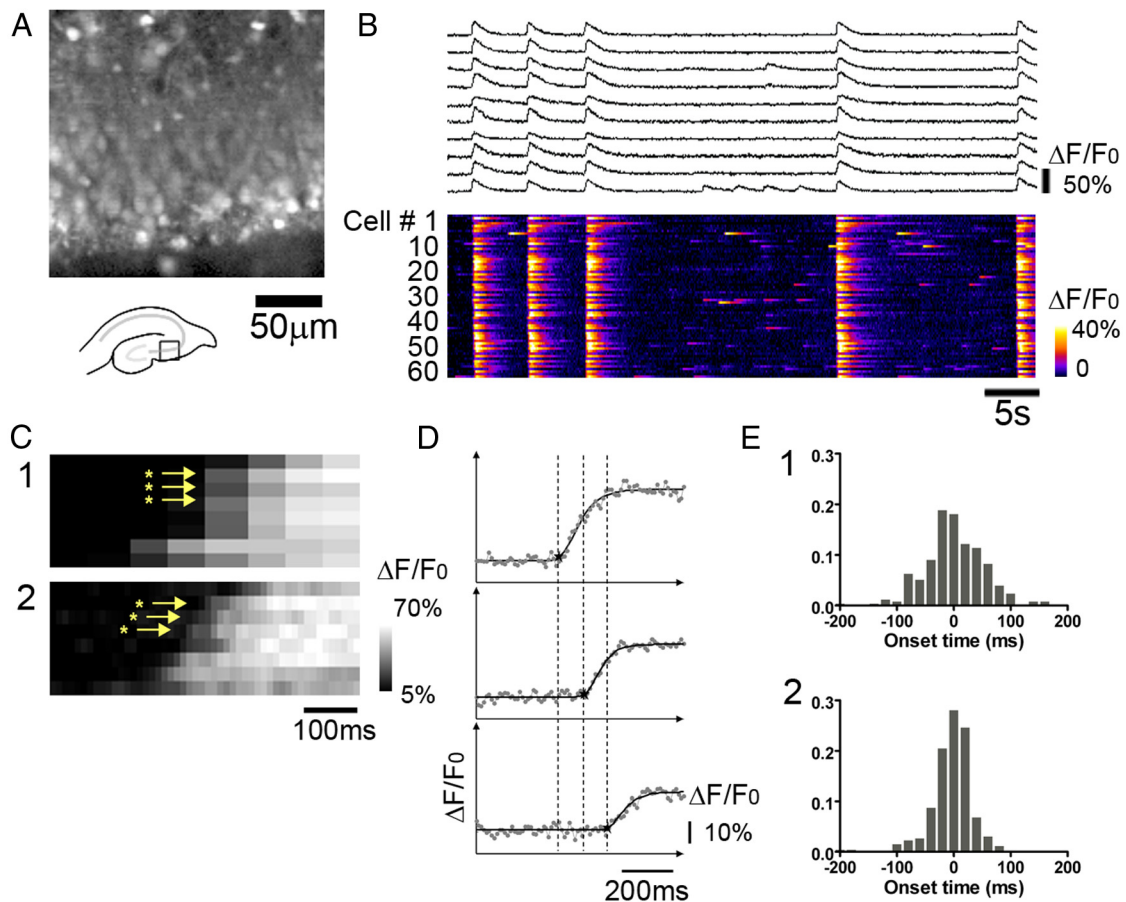 A
50μm
B
ΔF/F0
50%
Cell # 1
10
20
30
40
50
60
ΔF/F0
40%
0
5s
C
1
* 
*
*
2
*
*
*
ΔF/F0
70%
5%
100ms
D
ΔF/F0
ΔF/F0
10%
200ms
E
1
0.3
0.2
0.1
0.0
-200 -100 0 100 200
Onset time (ms)
2
0.3
0.2
0.1
0.0
-200 -100 0 100 200
Onset time (ms)